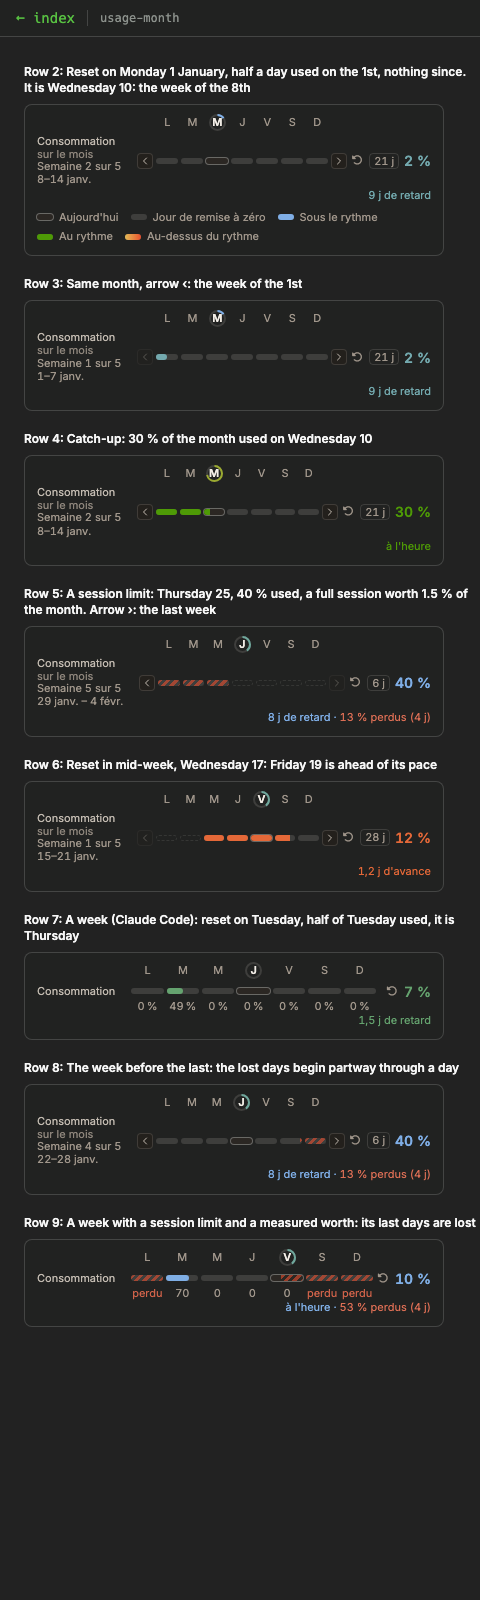 ← index usage-month
Row 2: Reset on Monday 1 January, half a day used on the 1st, nothing since.
It is Wednesday 10: the week of the 8th
L M M J V S D
Consommation
sur le mois
Semaine 2 sur 5
8–14 janv.
21 j 2 %
9 j de retard
Aujourd'hui Jour de remise à zéro Sous le rythme
Au rythme Au-dessus du rythme
Row 3: Same month, arrow ‹: the week of the 1st
L M M J V S D
Consommation
sur le mois
Semaine 1 sur 5
1–7 janv.
21 j 2 %
9 j de retard
Row 4: Catch-up: 30 % of the month used on Wednesday 10
L M M J V S D
Consommation
sur le mois
Semaine 2 sur 5
8–14 janv.
21 j 30 %
à l'heure
Row 5: A session limit: Thursday 25, 40 % used, a full session worth 1.5 % of
the month. Arrow ›: the last week
L M M J V S D
Consommation
sur le mois
Semaine 5 sur 5
29 janv. – 4 févr.
6 j 40 %
8 j de retard · 13 % perdus (4 j)
Row 6: Reset in mid-week, Wednesday 17: Friday 19 is ahead of its pace
L M M J V S D
Consommation
sur le mois
Semaine 1 sur 5
15–21 janv.
28 j 12 %
1,2 j d'avance
Row 7: A week (Claude Code): reset on Tuesday, half of Tuesday used, it is
Thursday
L M M J V S D
Consommation 7 %
0 % 49 % 0 % 0 % 0 % 0 % 0 %
1,5 j de retard
Row 8: The week before the last: the lost days begin partway through a day
L M M J V S D
Consommation
sur le mois
Semaine 4 sur 5
22–28 janv.
6 j 40 %
8 j de retard · 13 % perdus (4 j)
Row 9: A week with a session limit and a measured worth: its last days are lost
L M M J V S D
Consommation 10 %
perdu 70 0 0 0 perdu perdu
à l'heure · 53 % perdus (4 j)